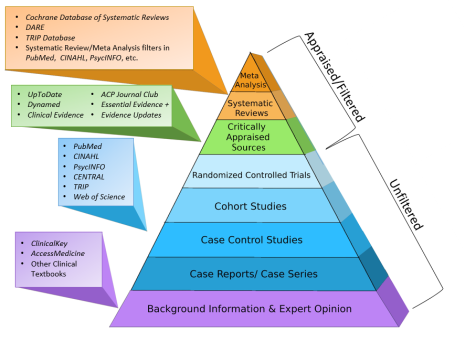 • Cochrane Database of Systematic Reviews
• DARE
• TRIP Database
• Systematic Review/Meta Analysis filters in
PubMed, CINAHL, PsycINFO, etc.
• UpToDate
• Dynamed
• Clinical Evidence
• ACP Journal Club
• Essential Evidence +
• Evidence Updates
• PubMed
• CINAHL
• PsycINFO
• CENTRAL
• TRIP
• Web of Science
• ClinicalKey
• AccessMedicine
• Other Clinical
Textbooks
Meta
Analysis
Systematic
Reviews
Critically
Appraised
Sources
Randomized Controlled Trials
Cohort Studies
Case Control Studies
Case Reports/ Case Series
Background Information & Expert Opinion
Appraised/Filtered
Unfiltered